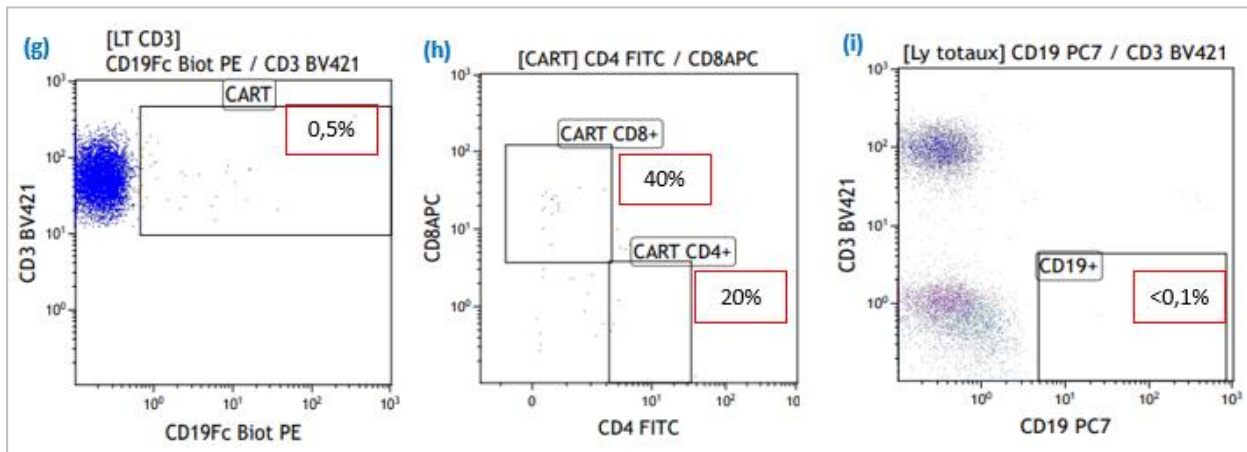 (g)
[LT CD3]
CD19Fc Biot PE / CD3 BV421
CART
0,5%
10³
10²
10¹
10⁰
CD3 BV421
10⁰ 10¹ 10² 10³
CD19Fc Biot PE
(h)
[CART] CD4 FITC / CD8APC
CART CD8+
40%
CART CD4+
20%
10³
10²
10¹
10⁰
CD8APC
0 10¹ 10² 10
CD4 FITC
(i)
[Ly totaux] CD19 PC7 / CD3 BV421
CD19+
<0,1%
10³
10²
10¹
10⁰
CD3 BV421
10⁰ 10¹ 10² 10³
CD19 PC7